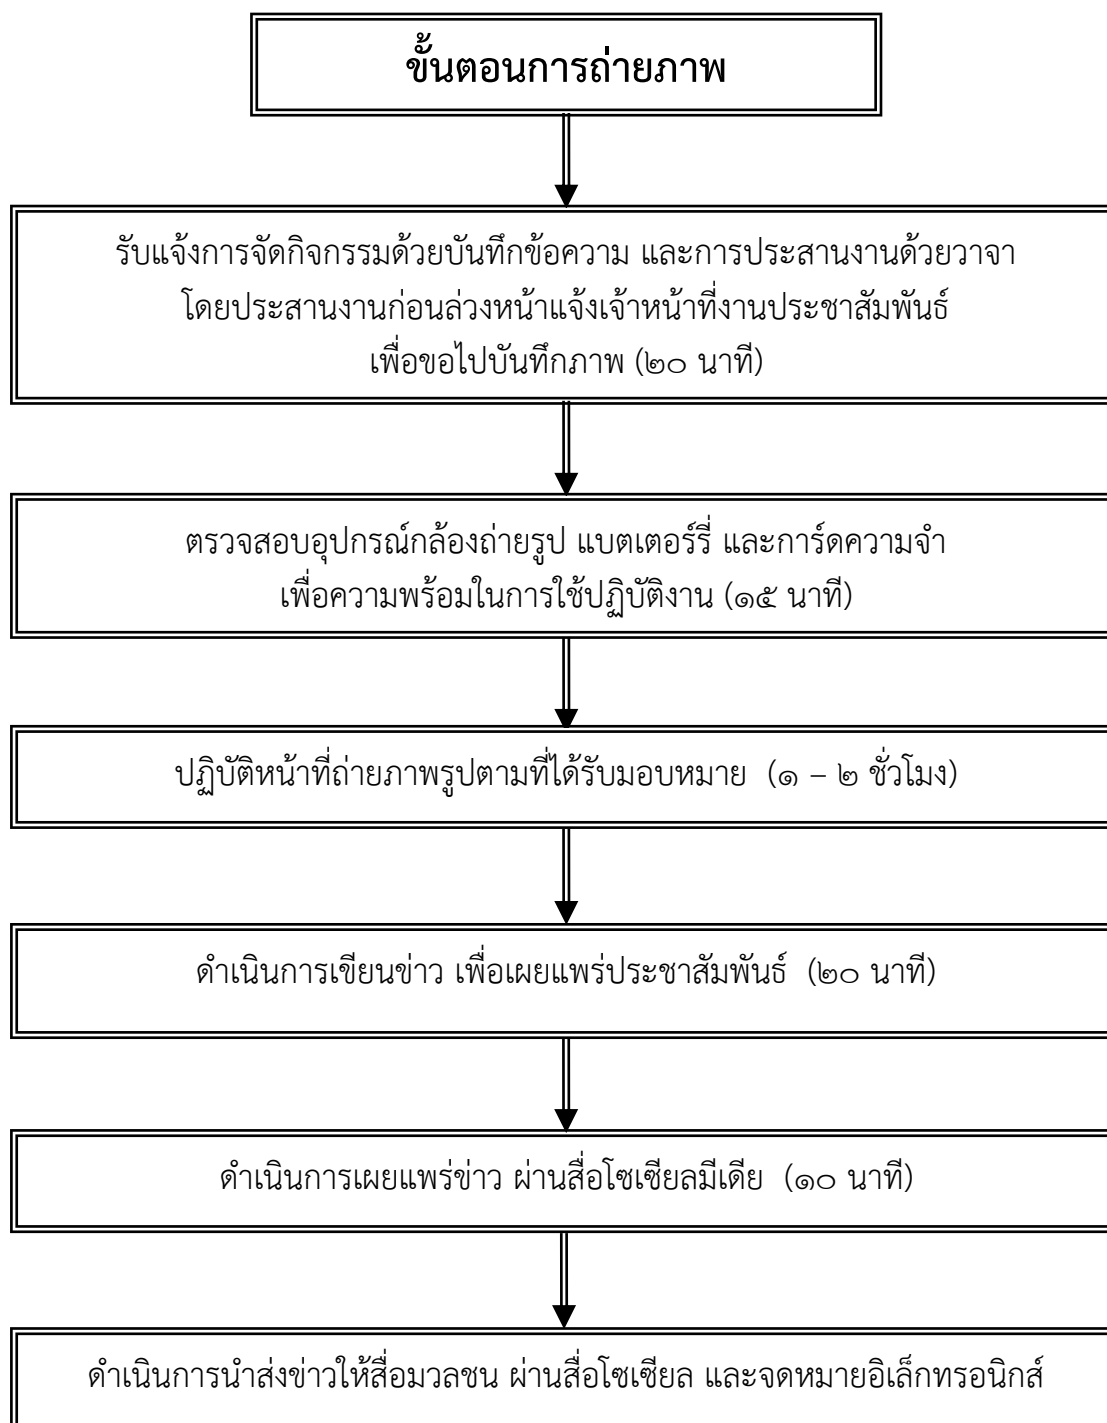 ขั้นตอนการถ่ายภาพ
รับแจ้งการจัดกิจกรรมด้วยบันทึกข้อความ และการประสานงานด้วยวาจา
โดยประสานงานก่อนล่วงหน้าแจ้งเจ้าหน้าที่งานประชาสัมพันธ์
เพื่อขอไปบันทึกภาพ (๒๐ นาที)
ตรวจสอบอุปกรณ์กล้องถ่ายรูป แบตเตอร์รี่ และการ์ดความจำ
เพื่อความพร้อมในการใช้ปฏิบัติงาน (๑๕ นาที)
ปฏิบัติหน้าที่ถ่ายภาพรูปตามที่ได้รับมอบหมาย (๑ – ๒ ชั่วโมง)
ดำเนินการเขียนข่าว เพื่อเผยแพร่ประชาสัมพันธ์ (๒๐ นาที)
ดำเนินการเผยแพร่ข่าว ผ่านสื่อโซเซียลมีเดีย (๑๐ นาที)
ดำเนินการนำส่งข่าวให้สื่อมวลชน ผ่านสื่อโซเซียล และจดหมายอิเล็กทรอนิกส์